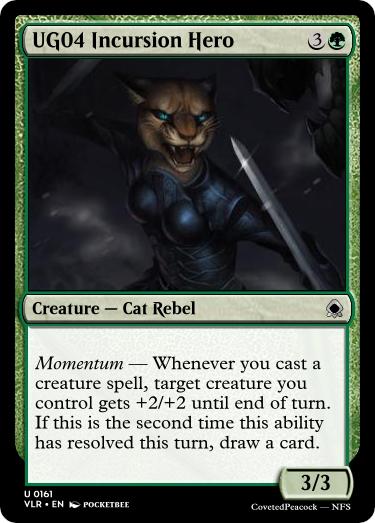 UG04 Incursion Hero 3
Creature — Cat Rebel
Momentum — Whenever you cast a
creature spell, target creature you
control gets +2/+2 until end of turn.
If this is the second time this ability
has resolved this turn, draw a card.
3/3
U 0161
VLR • EN POCKETBEE
CovetedPeacock — NFS